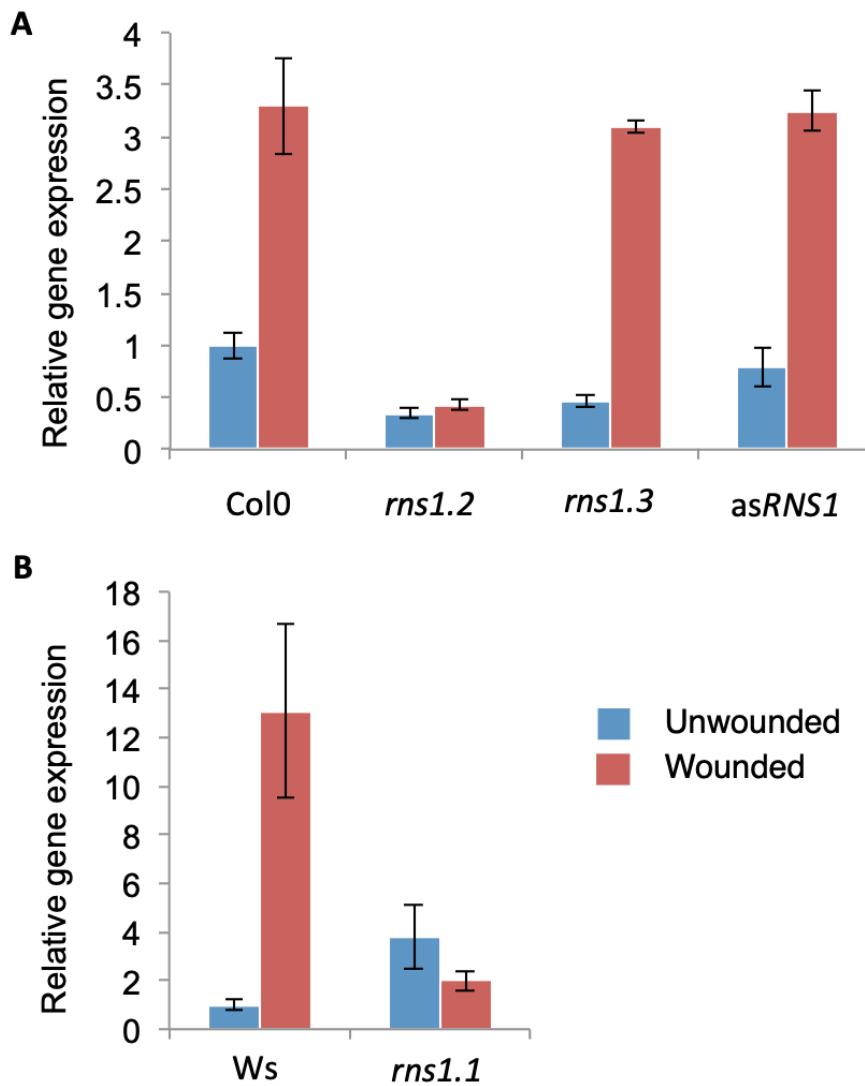 A
Relative gene expression
4
3.5
3
2.5
2
1.5
1
0.5
0
Col0 rns1.2 rns1.3 asRNS1
B
Relative gene expression
18
16
14
12
10
8
6
4
2
0
Ws rns1.1
Unwounded
Wounded